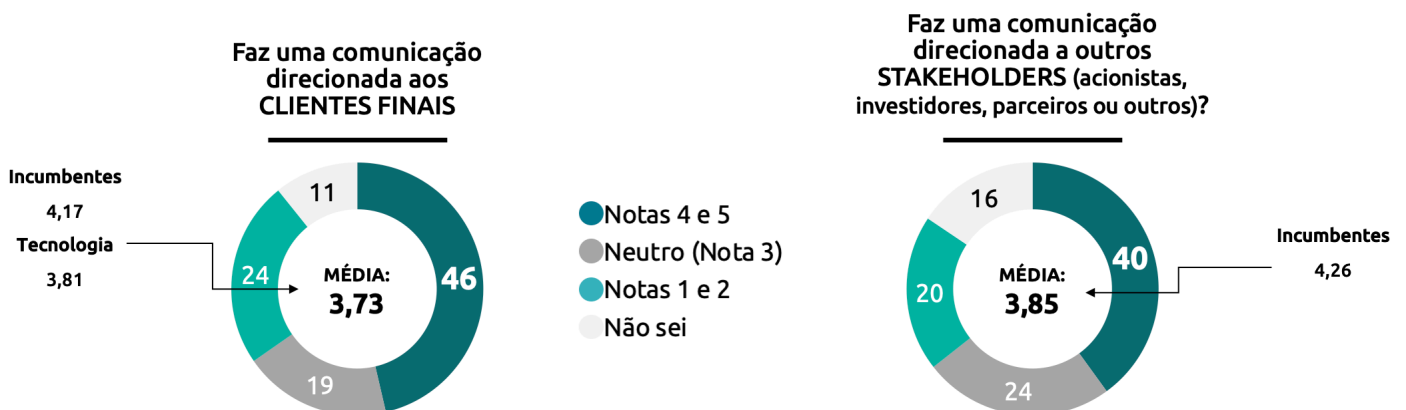 Faz uma comunicação
direcionada aos
CLIENTES FINAIS
Incumbentes
4,17
Tecnologia
3,81
11
24
46
19
MÉDIA:
3,73
Notas 4 e 5
Neutro (Nota 3)
Notas 1 e 2
Não sei
Faz uma comunicação
direcionada a outros
STAKEHOLDERS (acionistas,
investidores, parceiros ou outros)?
16
40
20
24
MÉDIA:
3,85
Incumbentes
4,26